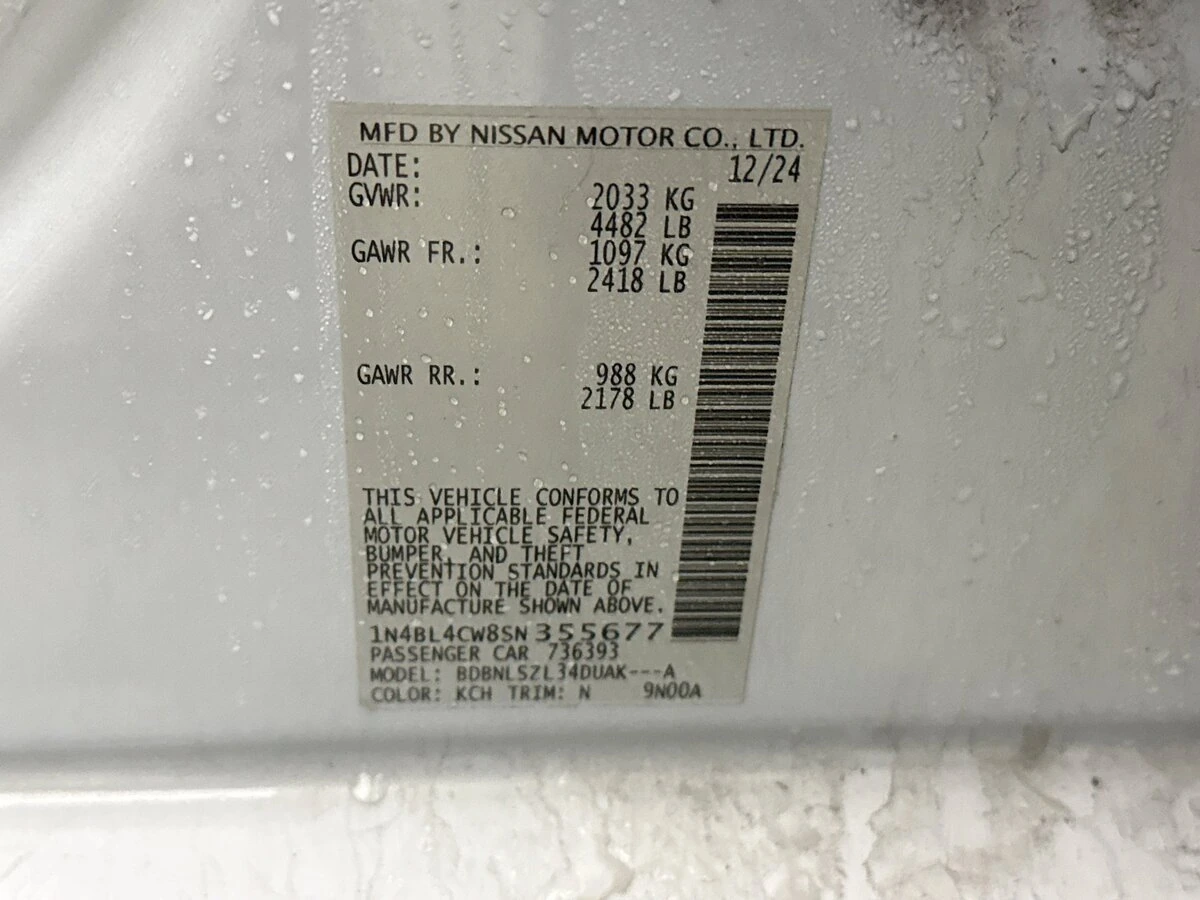 MFD BY NISSAN MOTOR CO., LTD.
DATE: 12/24
GVWR: 2033 KG
4482 LB
GAWR FR.: 1097 KG
2418 LB
GAWR RR.: 988 KG
2178 LB
THIS VEHICLE CONFORMS TO
ALL APPLICABLE FEDERAL
MOTOR VEHICLE SAFETY,
BUMPER, AND THEFT
PREVENTION STANDARDS IN
EFFECT ON THE DATE OF
MANUFACTURE SHOWN ABOVE.
1N4BL4CW8SN355677
PASSENGER CAR 736393
MODEL: BDBNLSZL34DUAK---A
COLOR: KCH TRIM: N 9N00A